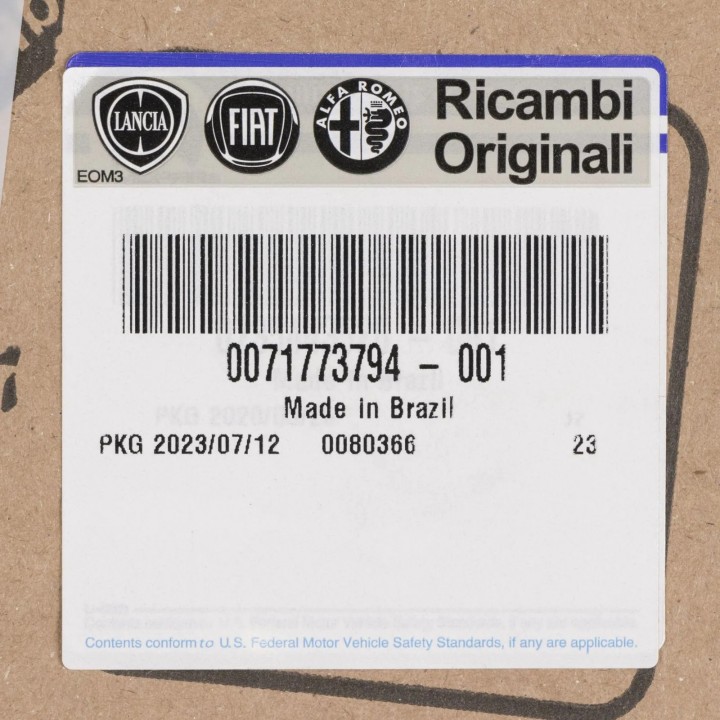 LANCIA FIAT ALFA ROMEO Ricambi
Originali
EOM3
0071773794 - 001
Made in Brazil
PKG 2023/07/12 0080366 23
Contents conform to U.S. Federal Motor Vehicle Safety Standards, if any are applicable.